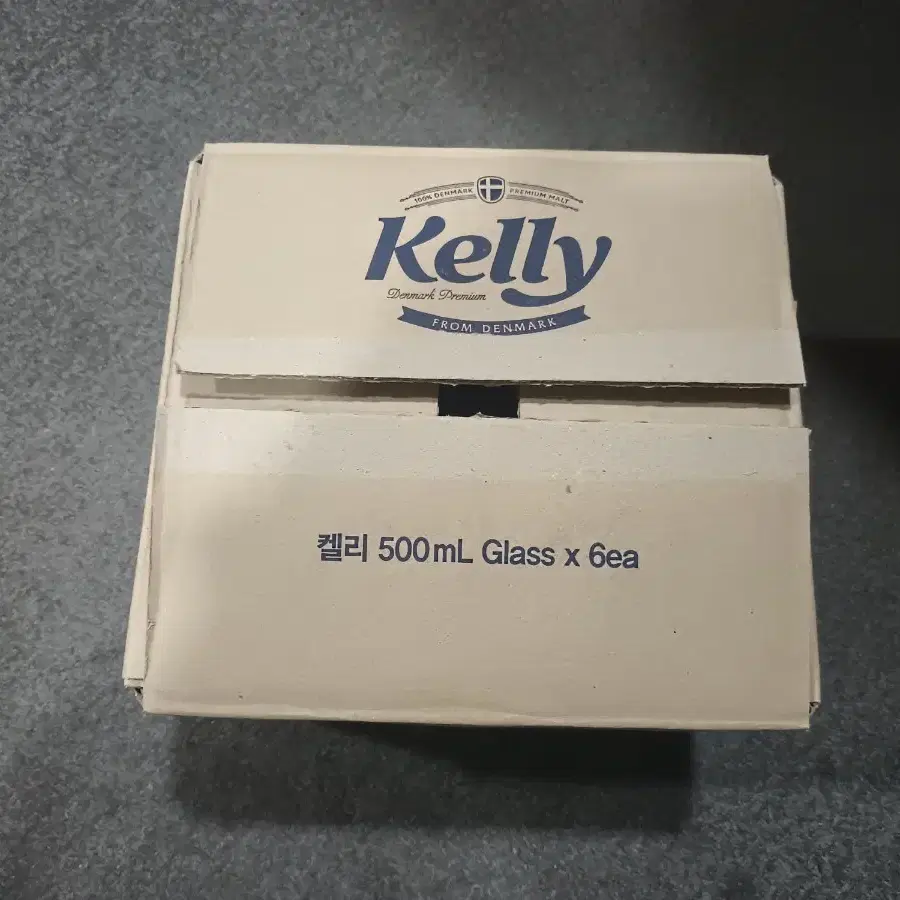 100% DENMARK PREMIUM MALT
Kelly
Denmark Premium
FROM DENMARK
켈리 500mL Glass x 6ea